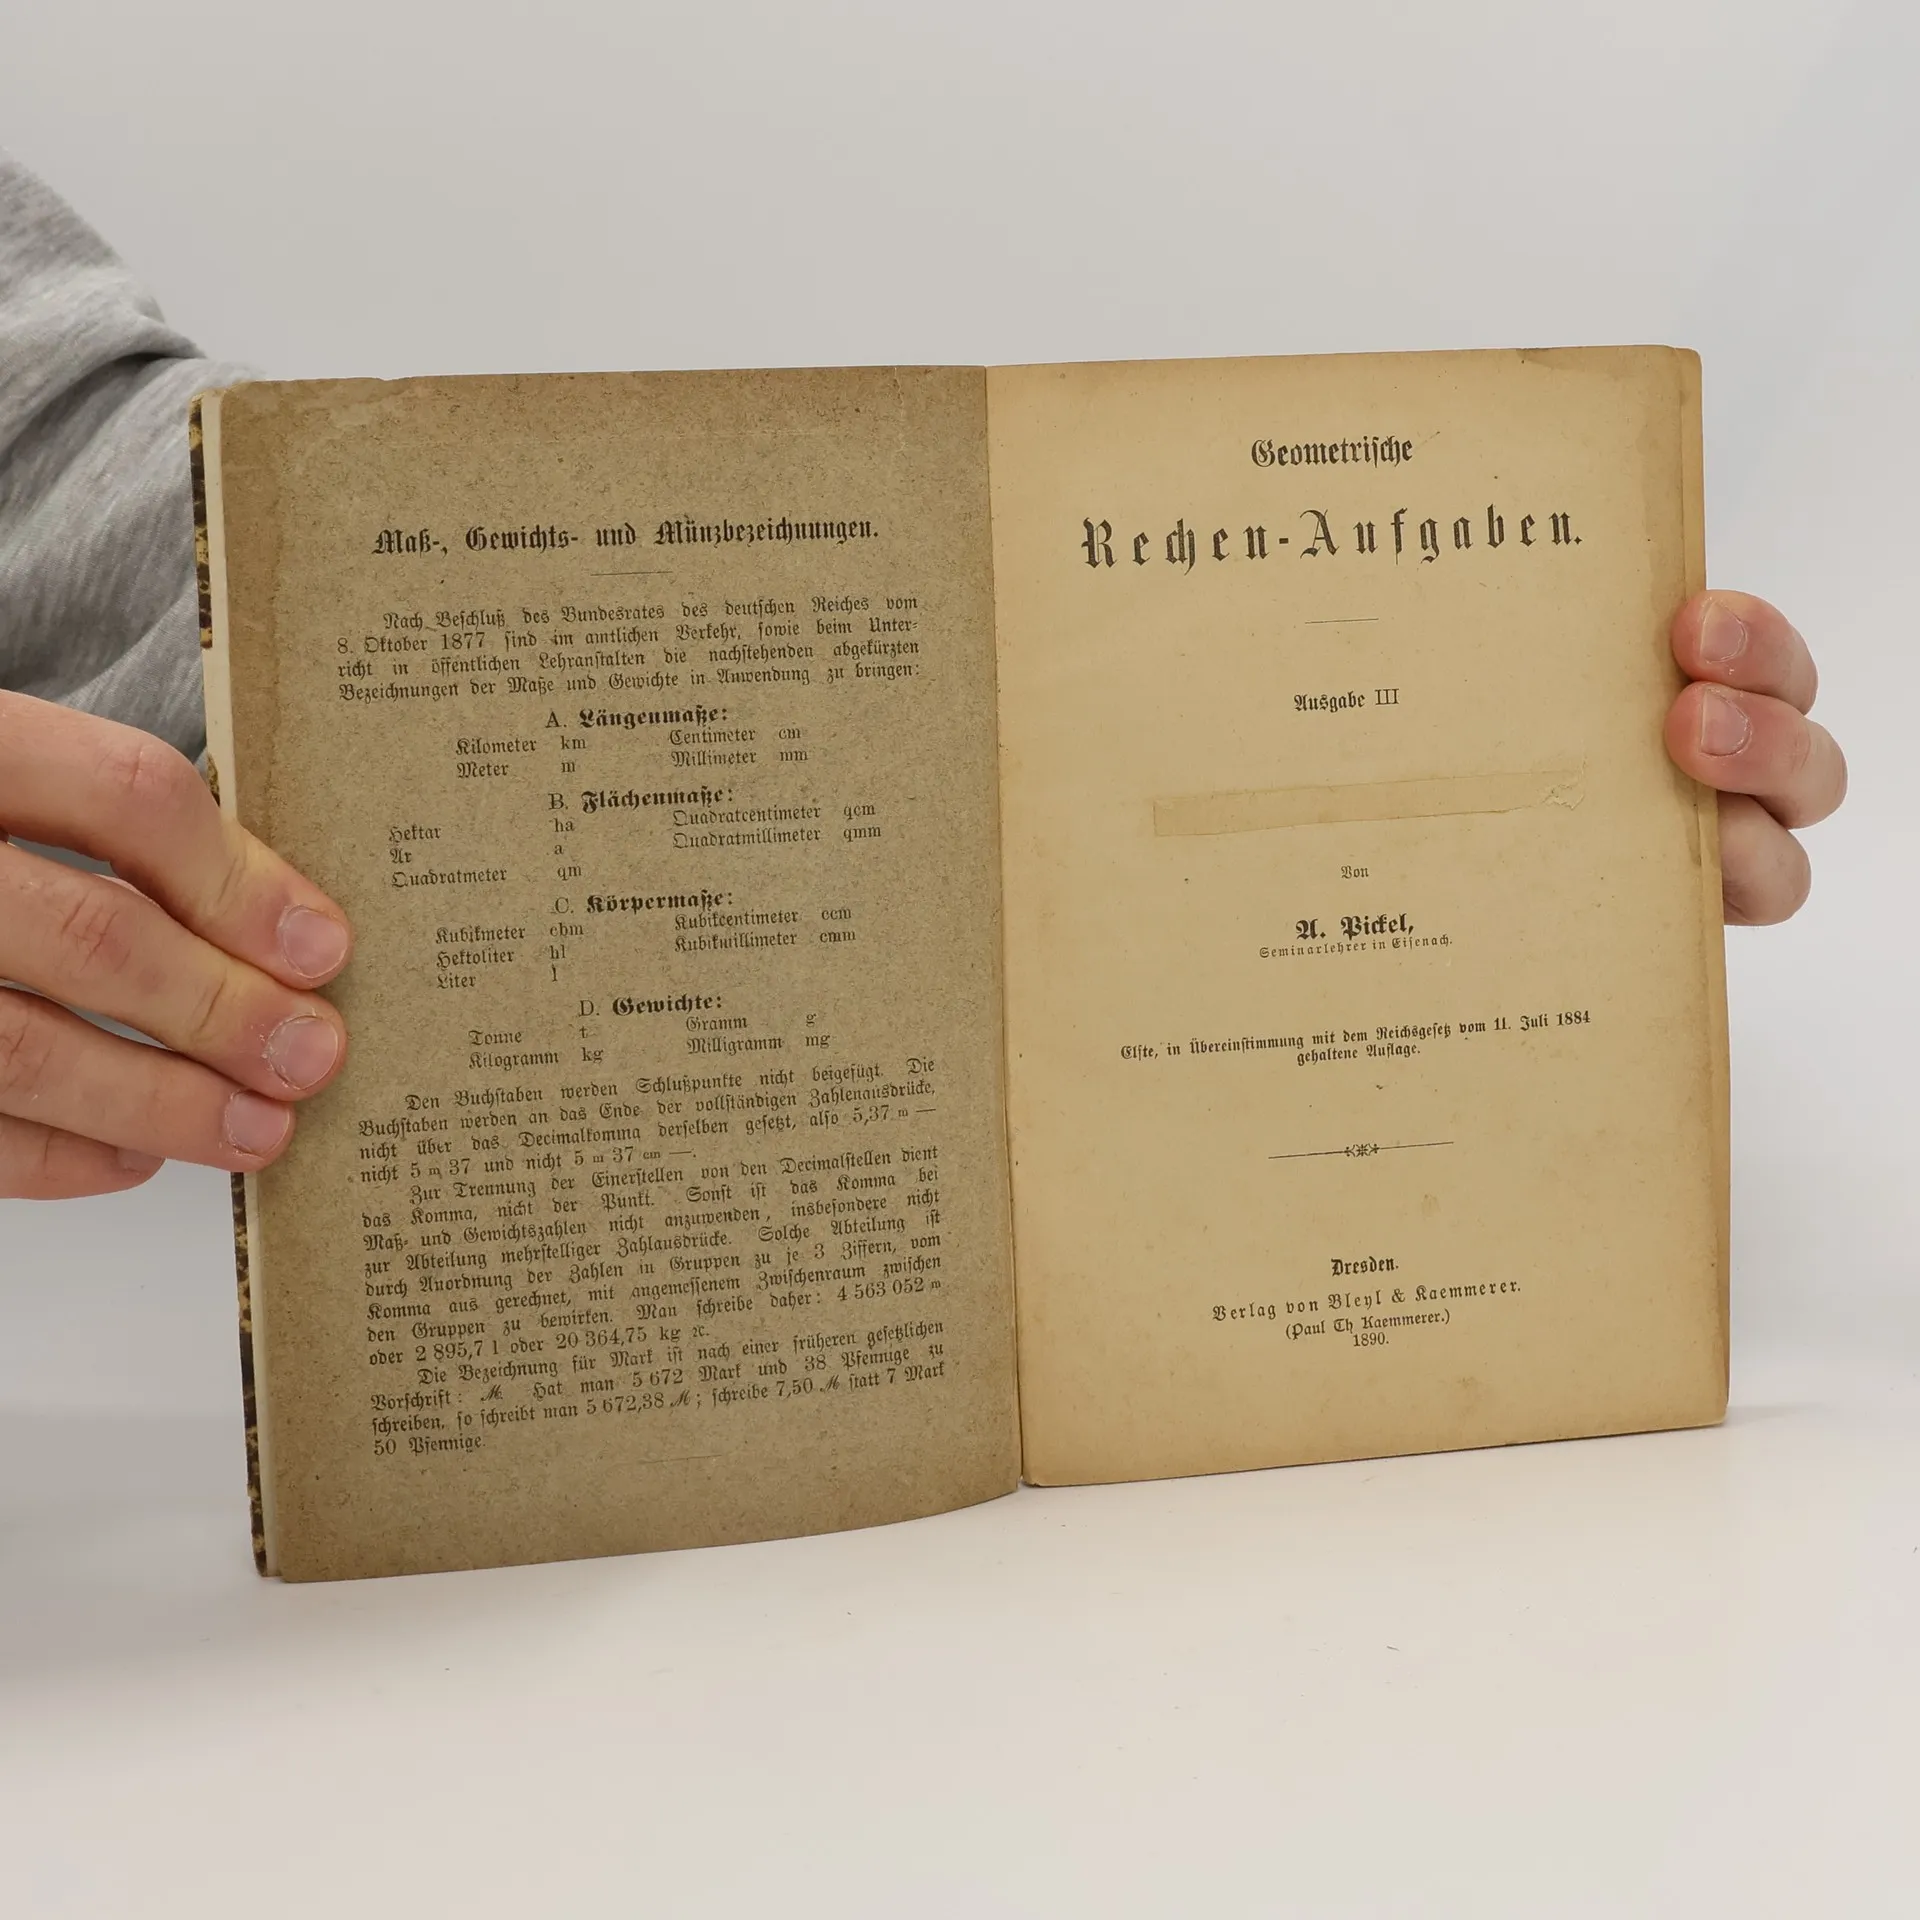 Maß-, Gewichts- und Münzbezeichnungen.
Nach Beschluß des Bundesrates des deutschen Reiches vom
8. Oktober 1877 sind im amtlichen Verkehr, sowie beim Unter-
richt in öffentlichen Lehranstalten die nachstehenden abgekürzten
Bezeichnungen der Maße und Gewichte in Anwendung zu bringen:
A. Längenmaße:
Kilometer km Centimeter cm
Meter m Millimeter mm
B. Flächenmaße:
Hektar ha Quadratcentimeter qcm
Ar a Quadratmillimeter qmm
Quadratmeter qm
C. Körpermaße:
Kubikmeter cbm Kubikcentimeter ccm
Hektoliter hl Kubikmillimeter cmm
Liter l
D. Gewichte:
Tonne t Gramm g
Kilogramm kg Milligramm mg
Den Buchstaben werden Schlußpunkte nicht beigefügt. Die
Buchstaben werden an das Ende der vollständigen Zahlenausdrücke,
nicht über das Decimalkomma derselben gesetzt, also 5,37 m —
nicht 5 m 37 und nicht 5 m 37 cm —.
Zur Trennung der Einerstellen von den Decimalstellen dient
das Komma, nicht der Punkt. Sonst ist das Komma bei
Maß- und Gewichtszahlen nicht anzuwenden, insbesondere nicht
zur Abteilung mehrstelliger Zahlausdrücke. Solche Abteilung ist
durch Anordnung der Zahlen in Gruppen zu je 3 Ziffern, vom
Komma aus gerechnet, mit angemessenem Zwischenraum zwischen
den Gruppen zu bewirken. Man schreibe daher: 4 563 052 m
oder 2 895,7 l oder 20 364,75 kg ꝛc.
Die Bezeichnung für Mark ist nach einer früheren gesetzlichen
Vorschrift: ℳ. Hat man 5 672 Mark und 38 Pfennige zu
schreiben, so schreibt man 5 672,38 ℳ; schreibe 7,50 ℳ statt 7 Mark
50 Pfennige.
Geometrische
Rechen-Aufgaben.
Ausgabe III
Von
A. Pickel,
Seminarlehrer in Eisenach.
Elfte, in Übereinstimmung mit dem Reichsgesetz vom 11. Juli 1884
gehaltene Auflage.
Dresden.
Verlag von Bleyl & Kaemmerer.
(Paul Th. Kaemmerer.)
1890.